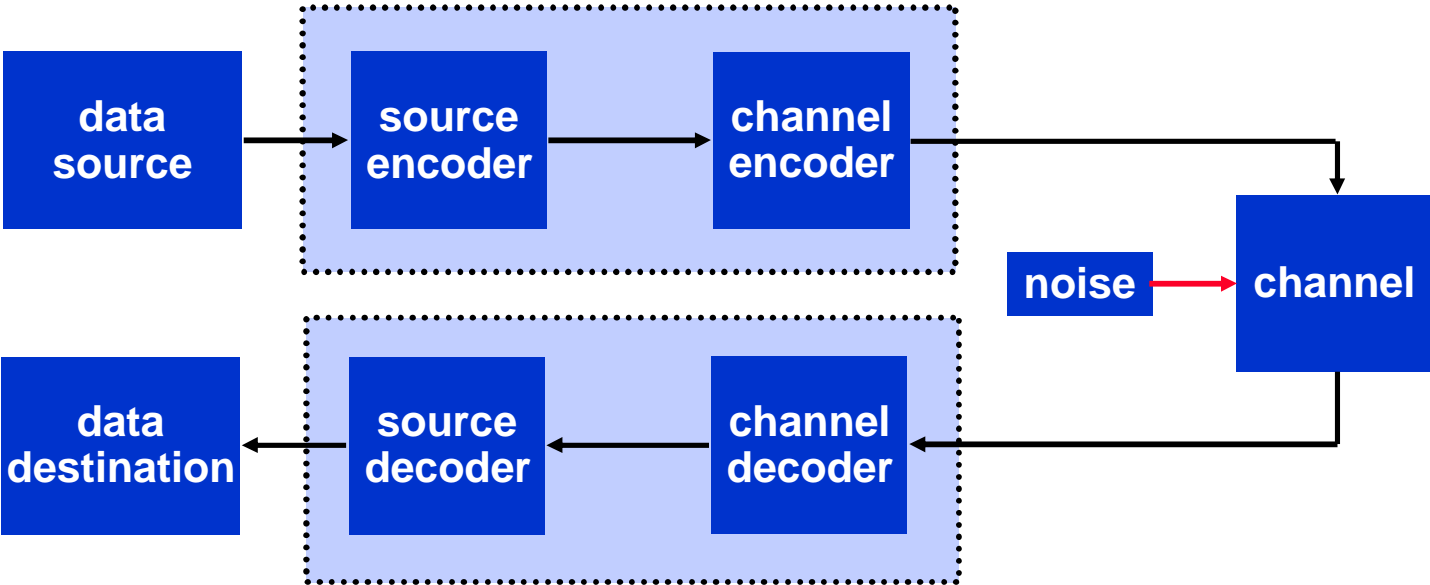 data
source
source
encoder
channel
encoder
noise
channel
data
destination
source
decoder
channel
decoder